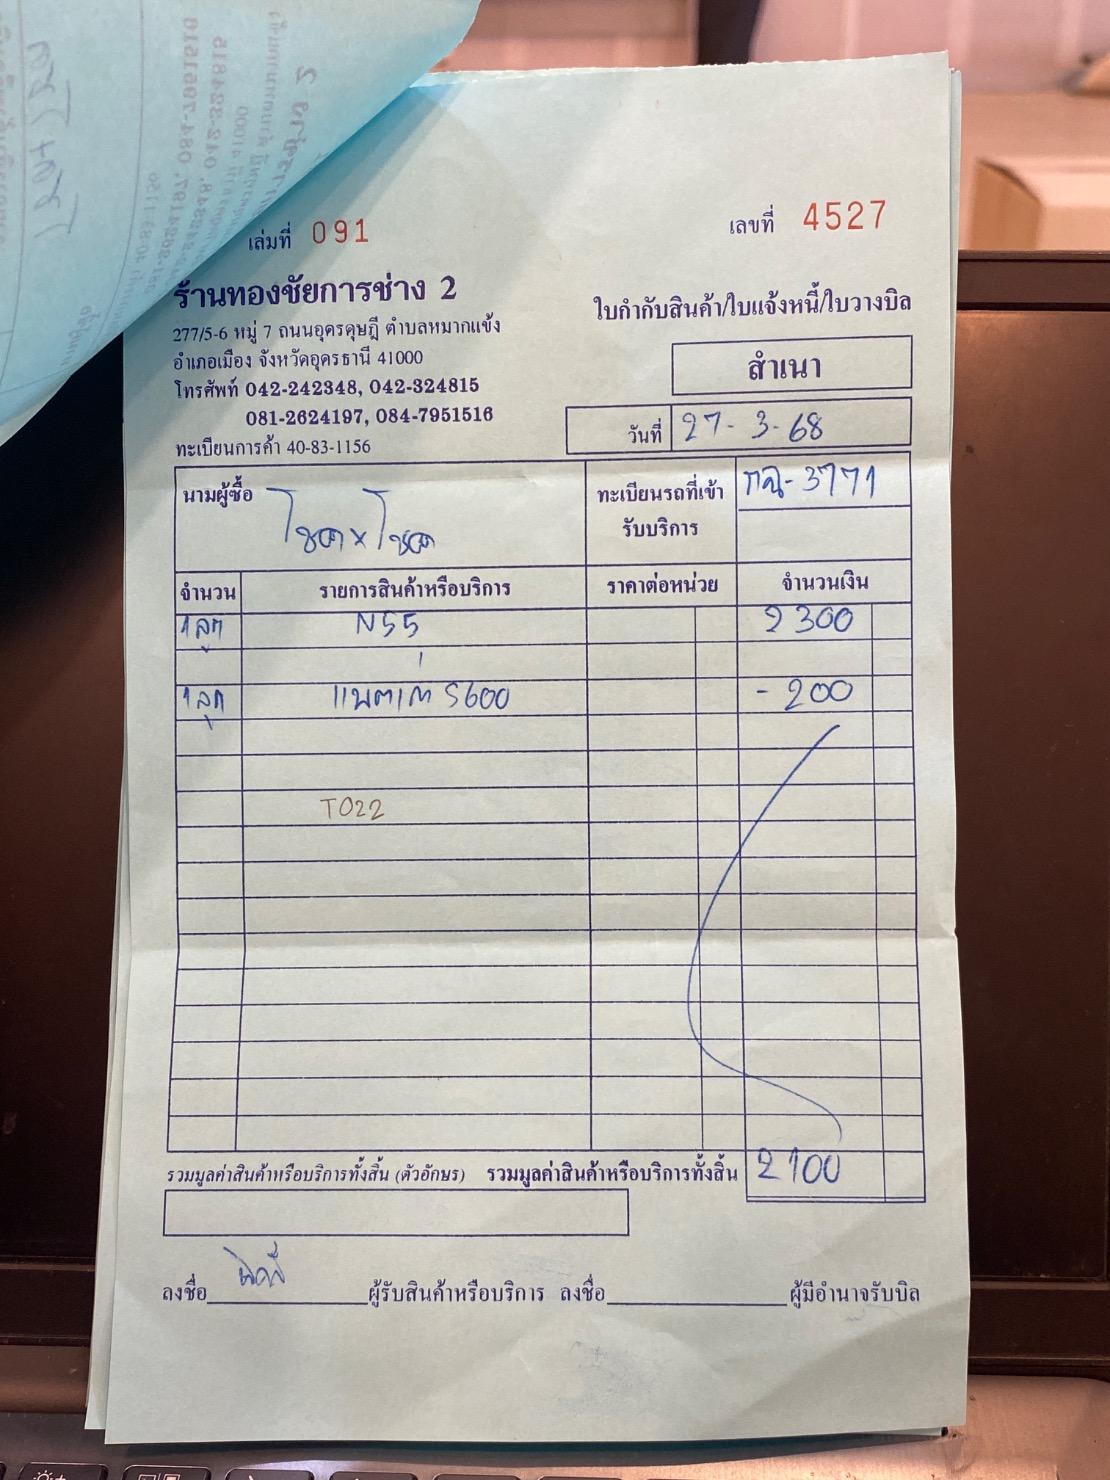 เล่มที่ 091
เลขที่ 4527
ร้านทองชัยการช่าง 2
277/5-6 หมู่ 7 ถนนอุดรดุษฎี ตำบลหมากแข้ง
อำเภอเมือง จังหวัดอุดรธานี 41000
โทรศัพท์ 042-242348, 042-324815
081-2624197, 084-7951516
ทะเบียนการค้า 40-83-1156
ใบกำกับสินค้า/ใบแจ้งหนี้/ใบวางบิล
สำเนา
วันที่ 27-3-68
นามผู้ซื้อ โชค x โชค
ทะเบียนรถที่เข้ารับบริการ กฉ-3771
จำนวน รายการสินค้าหรือบริการ ราคาต่อหน่วย จำนวนเงิน
1 ลูก N55 2300
1 ลูก แบตเก่า S600 - 200
T022
รวมมูลค่าสินค้าหรือบริการทั้งสิ้น (ตัวอักษร) รวมมูลค่าสินค้าหรือบริการทั้งสิ้น 2100
ลงชื่อ ผู้รับสินค้าหรือบริการ ลงชื่อ ผู้มีอำนาจรับบิล